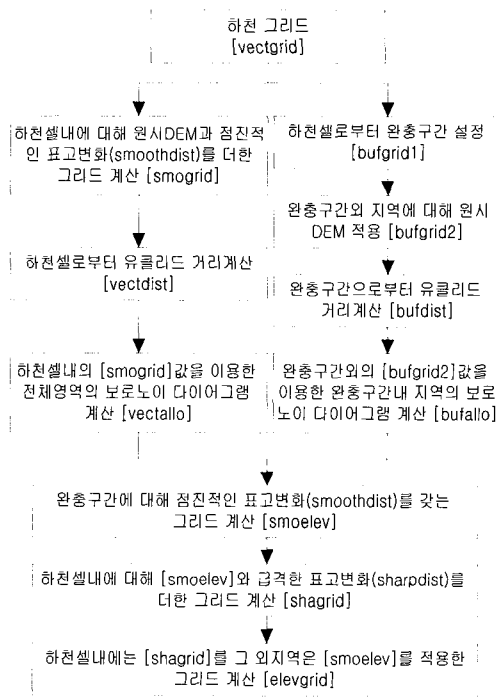 하천 그리드
[vectgrid]
하천셀내에 대해 원시DEM과 점진적
인 표고변화(smoothdist)를 더한
그리드 계산 [smogrid]
하천셀로부터 유클리드 거리계산
[vectdist]
하천셀내의 [smogrid]값을 이용한
전체영역의 보로노이 다이어그램
계산 [vectallo]
하천셀로부터 완충구간 설정
[bufgrid1]
완충구간외 지역에 대해 원시
DEM 적용 [bufgrid2]
완충구간으로부터 유클리드
거리계산 [bufdist]
완충구간외의 [bufgrid2]값을
이용한 완충구간내 지역의 보로
노이 다이어그램 계산 [bufallo]
완충구간에 대해 점진적인 표고변화(smoothdist)를 갖는
그리드 계산 [smoelev]
하천셀내에 대해 [smoelev]와 급격한 표고변화(sharpdist)를
더한 그리드 계산 [shagrid]
하천셀내에는 [shagrid]를 그 외지역은 [smoelev]를 적용한
그리드 계산 [elevgrid]